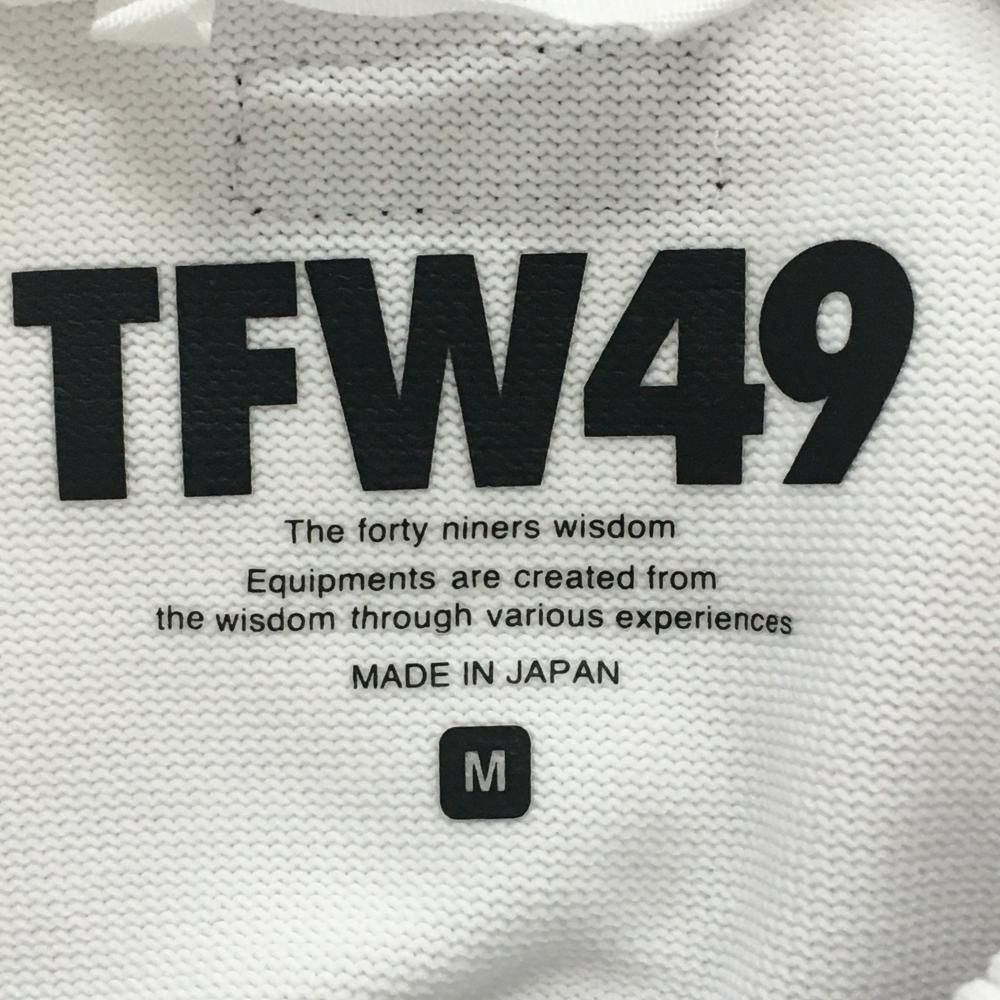 TFW49
The forty niners wisdom
Equipments are created from
the wisdom through various experiences
MADE IN JAPAN
M